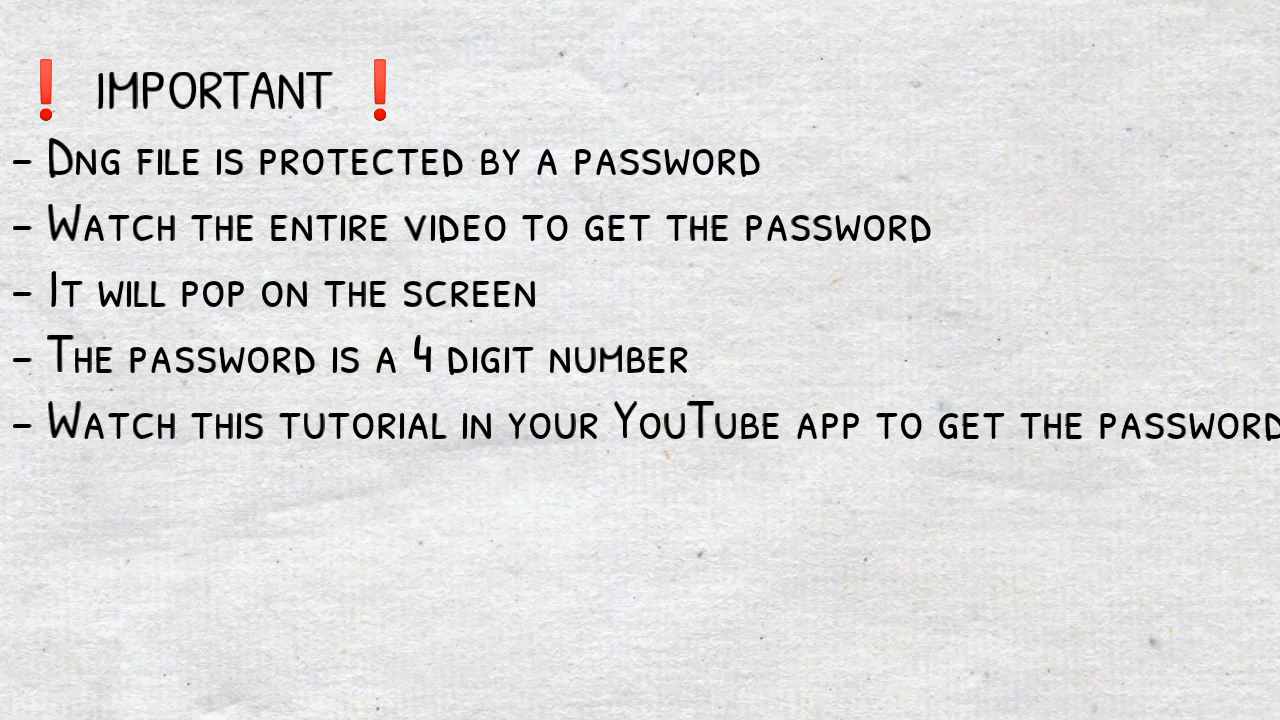 ❗ IMPORTANT ❗
- Dng file is protected by a password
- Watch the entire video to get the password
- It will pop on the screen
- The password is a 4 digit number
- Watch this tutorial in your YouTube app to get the password